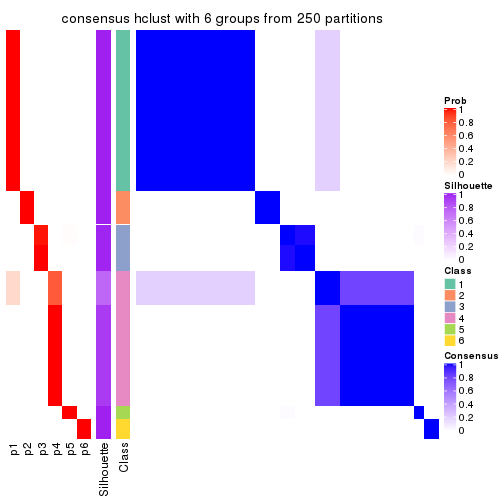 consensus hclust with 6 groups from 250 partitions
Prob
1
0.8
0.6
0.4
0.2
0
Silhouette
1
0.8
0.6
0.4
0.2
0
Class
1
2
3
4
5
6
Consensus
1
0.8
0.6
0.4
0.2
0
p1
p2
p3
p4
p5
p6
Silhouette
Class